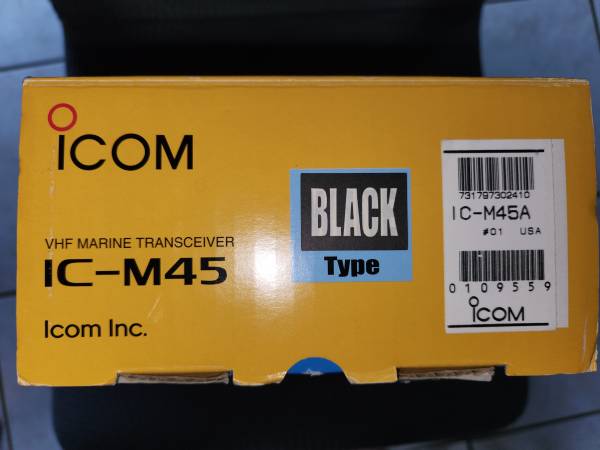 ICOM
VHF MARINE TRANSCEIVER
IC-M45
Icom Inc.
BLACK
Type
731797302410
IC-M45A
#01 USA
0109559
ICOM